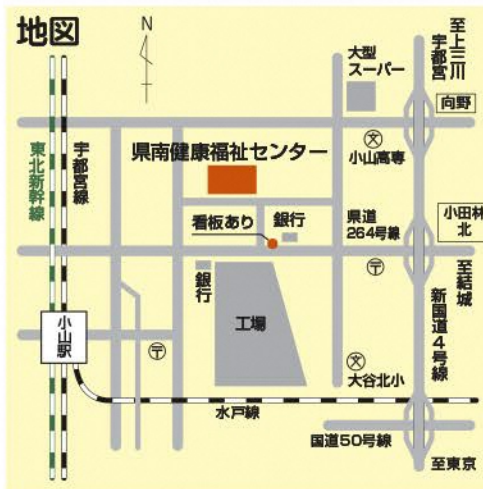 地図
N
至上三川
宇都宮
大型
スーパー
向野
小山高専
文
東北新幹線
宇都宮線
県南健康福祉センター
看板あり
銀行
県道
264号線
小田林
北
〒
至結城
銀行
工場
新国道4号線
小山駅
〒
文
大谷北小
水戸線
国道50号線
至東京